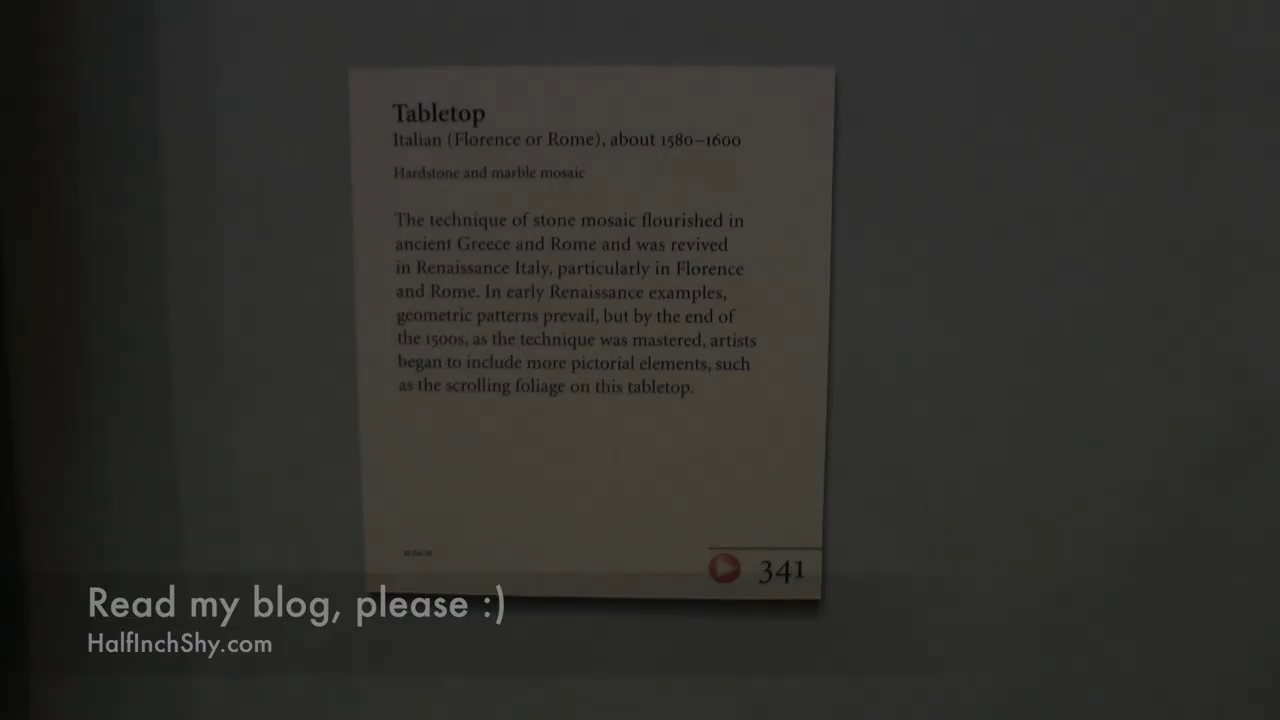 Tabletop
Italian (Florence or Rome), about 1580–1600
Hardstone and marble mosaic
The technique of stone mosaic flourished in
ancient Greece and Rome and was revived
in Renaissance Italy, particularly in Florence
and Rome. In early Renaissance examples,
geometric patterns prevail, but by the end of
the 1500s, as the technique was mastered, artists
began to include more pictorial elements, such
as the scrolling foliage on this tabletop.
341
Read my blog, please :)
HalfInchShy.com